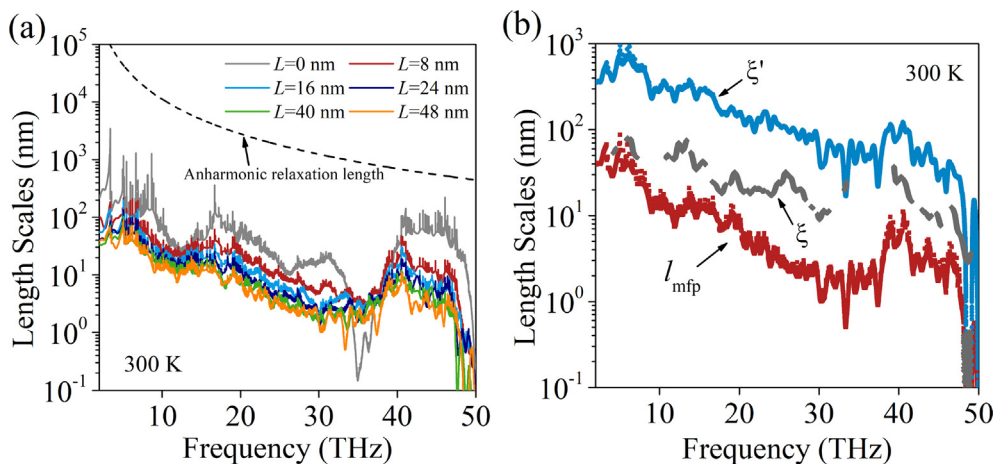 (a)
10^5
10^4
10^3
10^2
10^1
10^0
10^-1
Length Scales (nm)
L=0 nm
L=8 nm
L=16 nm
L=24 nm
L=40 nm
L=48 nm
Anharmonic relaxation length
300 K
10
20
30
40
50
Frequency (THz)
(b)
10^3
10^2
10^1
10^0
10^-1
Length Scales (nm)
ξ'
300 K
ξ
l_mfp
10
20
30
40
50
Frequency (THz)